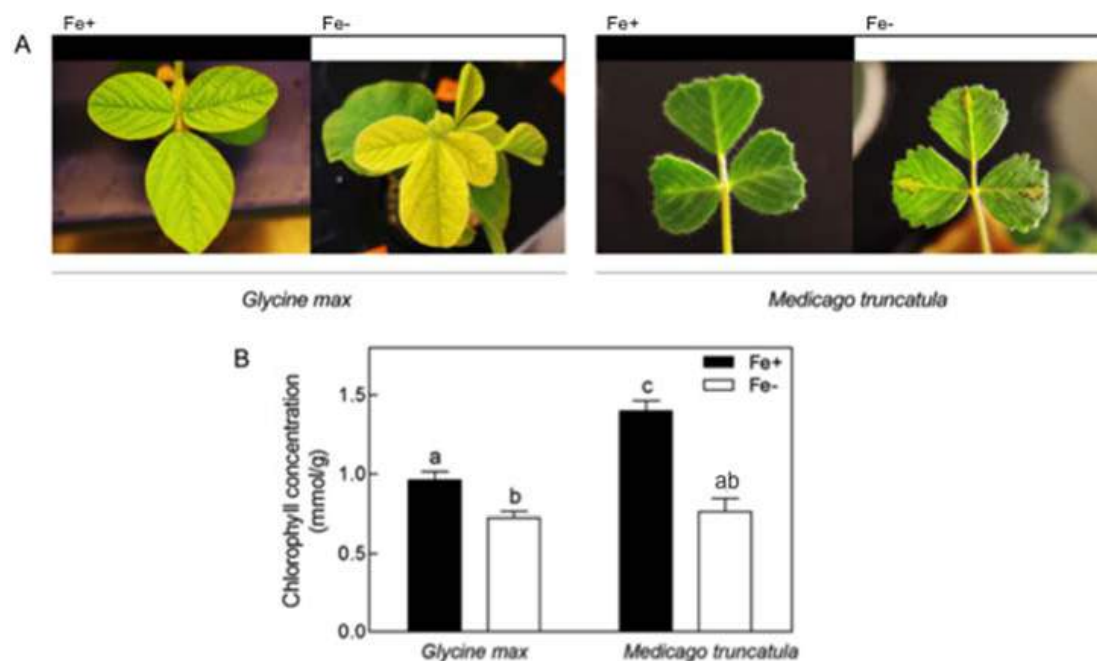 Fe+ Fe- Fe+ Fe-
A
Glycine max Medicago truncatula
B
Fe+
Fe-
Chlorophyll concentration
(mmol/g)
1.5
1.0
0.5
0.0
a b c ab
Glycine max Medicago truncatula